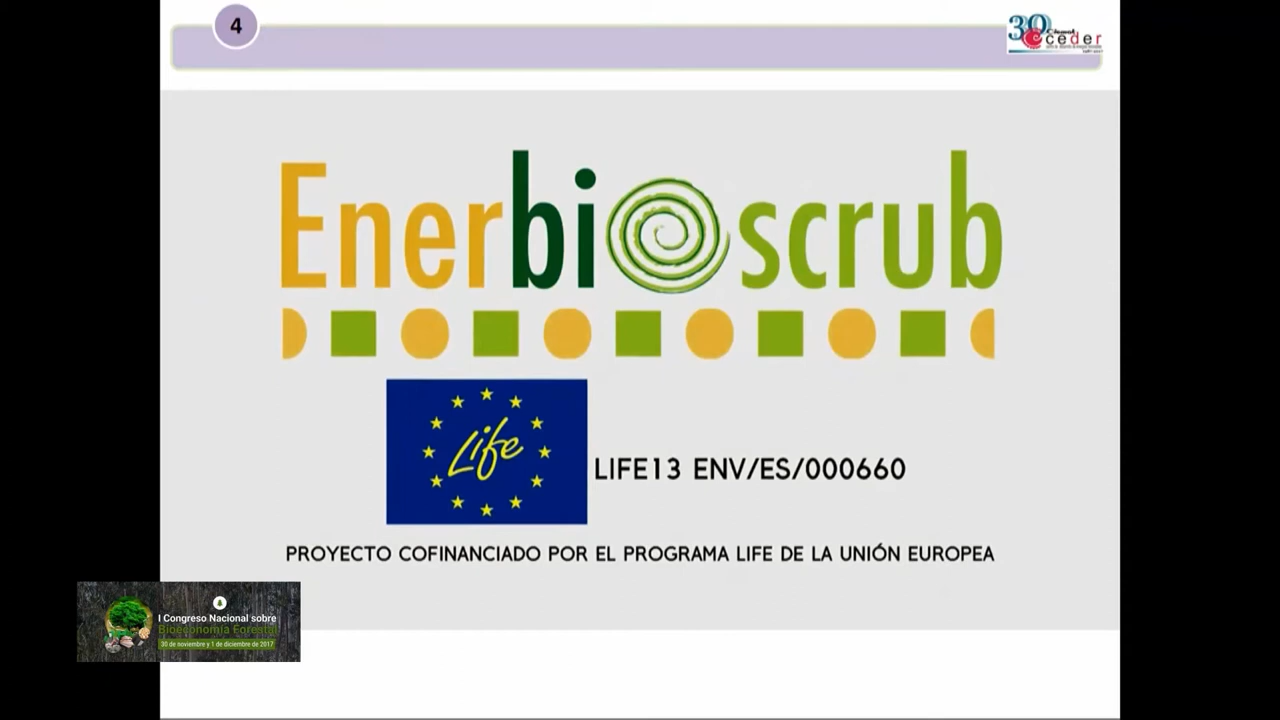 4
30
Ciemat
ceder
Enerbioscrub
Life
LIFE13 ENV/ES/000660
PROYECTO COFINANCIADO POR EL PROGRAMA LIFE DE LA UNIÓN EUROPEA
I Congreso Nacional sobre
Bioeconomía Forestal
30 de noviembre y 1 de diciembre de 2017